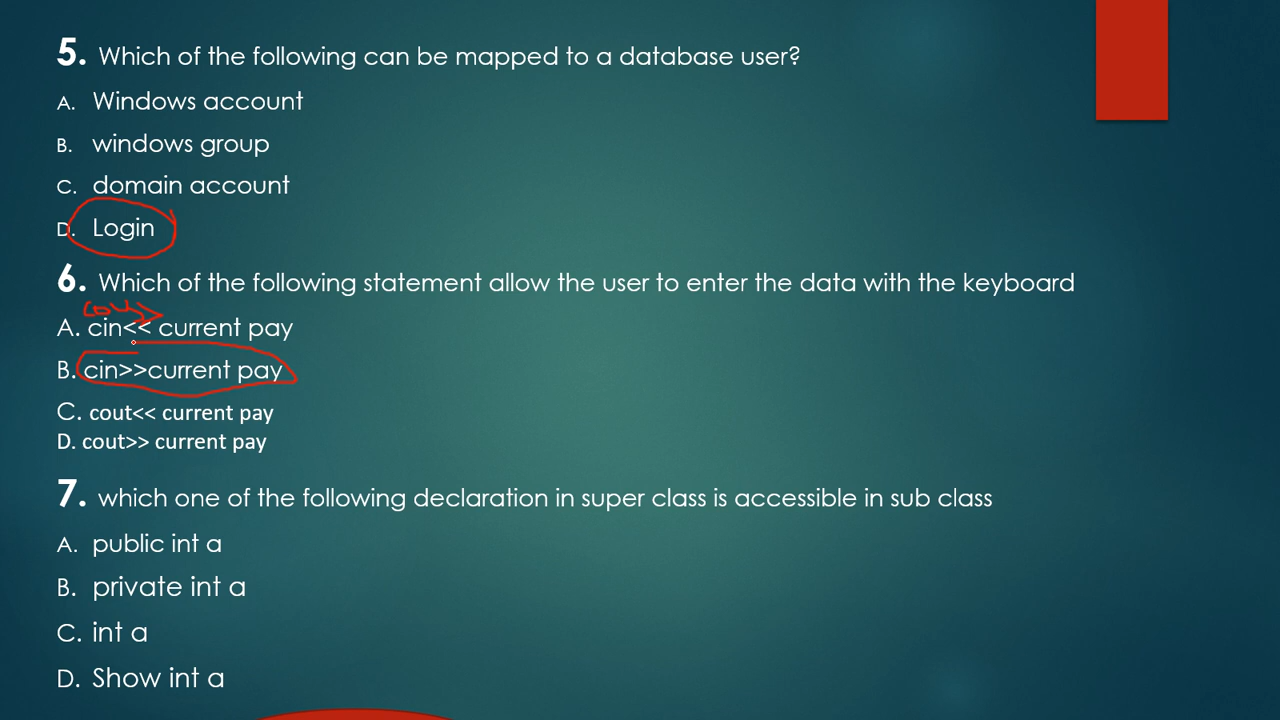 5. Which of the following can be mapped to a database user?
A. Windows account
B. windows group
C. domain account
D. Login
6. Which of the following statement allow the user to enter the data with the keyboard
A. cin<< current pay
B. cin>>current pay
C. cout<< current pay
D. cout>> current pay
7. which one of the following declaration in super class is accessible in sub class
A. public int a
B. private int a
C. int a
D. Show int a